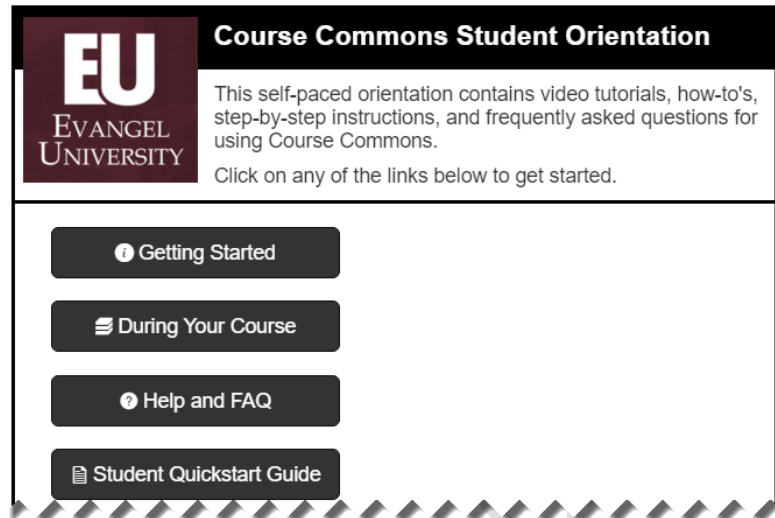 EU
EVANGEL
UNIVERSITY
Course Commons Student Orientation
This self-paced orientation contains video tutorials, how-to's,
step-by-step instructions, and frequently asked questions for
using Course Commons.
Click on any of the links below to get started.
Getting Started
During Your Course
Help and FAQ
Student Quickstart Guide